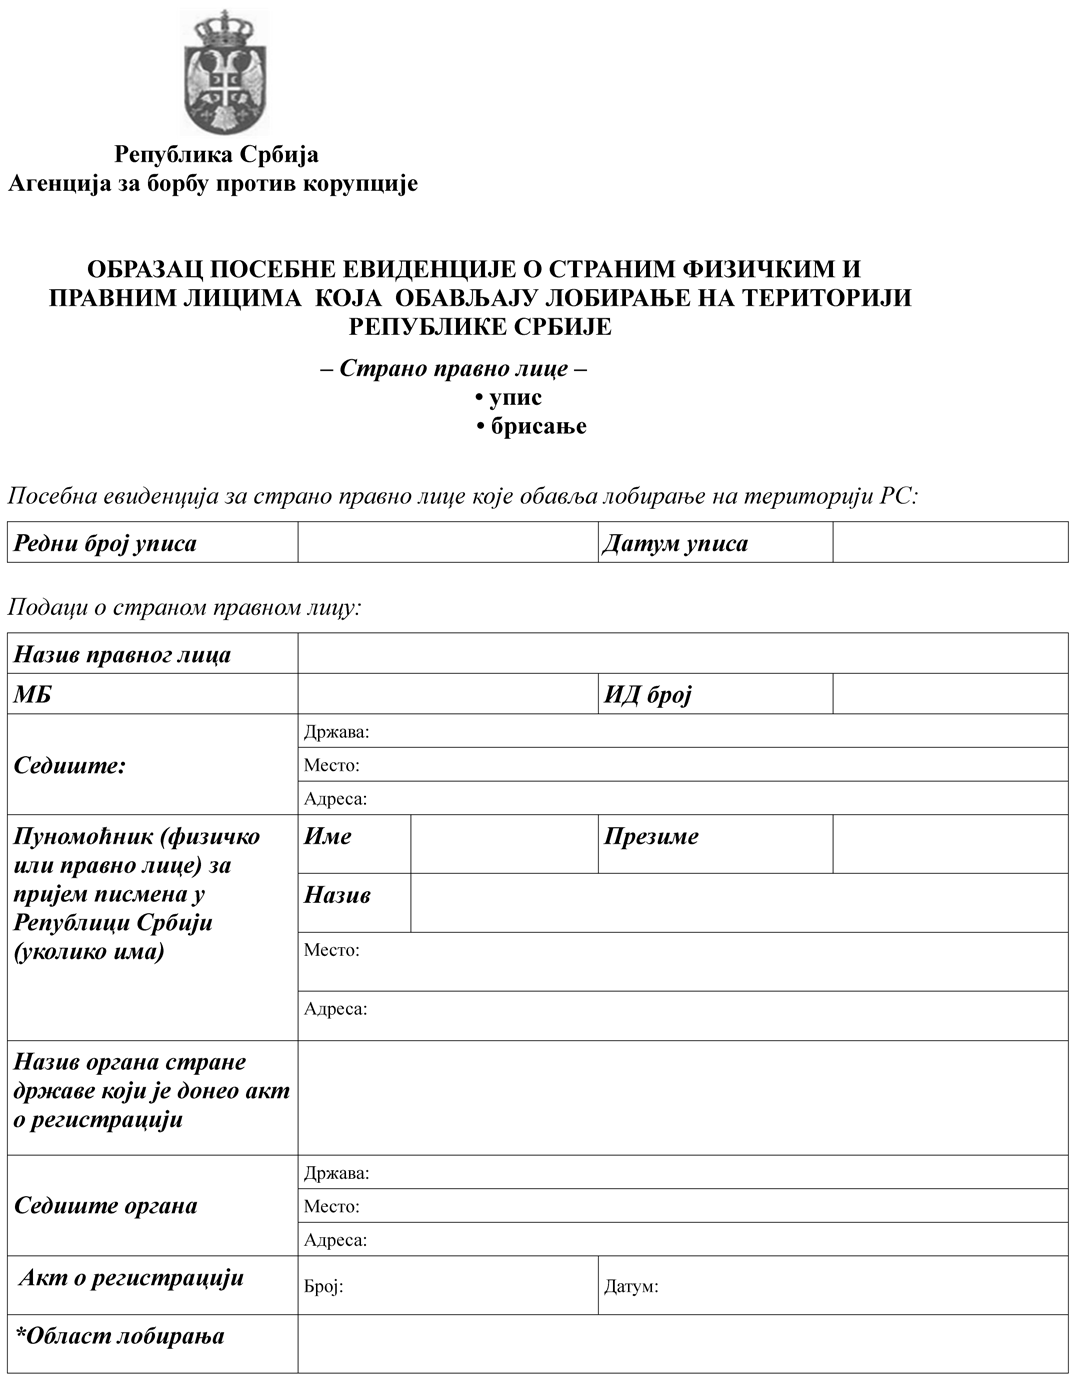 Република Србија
Агенција за борбу против корупције
ОБРАЗАЦ ПОСЕБНЕ ЕВИДЕНЦИЈЕ О СТРАНИМ ФИЗИЧКИМ И
ПРАВНИМ ЛИЦИМА КОЈА ОБАВЉАЈУ ЛОБИРАЊЕ НА ТЕРИТОРИЈИ
РЕПУБЛИКЕ СРБИЈЕ
– Страно правно лице –
• упис
• брисање
Посебна евиденција за страно правно лице које обавља лобирање на територији РС:
Редни број уписа Датум уписа
Подаци о страном правном лицу:
Назив правног лица
МБ ИД број
Седиште:
Држава:
Место:
Адреса:
Пуномоћник (физичко
или правно лице) за
пријем писмена у
Републици Србији
(уколико има)
Име Презиме
Назив
Место:
Адреса:
Назив органа стране
државе који је донео акт
о регистрацији
Седиште органа
Држава:
Место:
Адреса:
Акт о регистрацији Број: Датум:
*Област лобирања